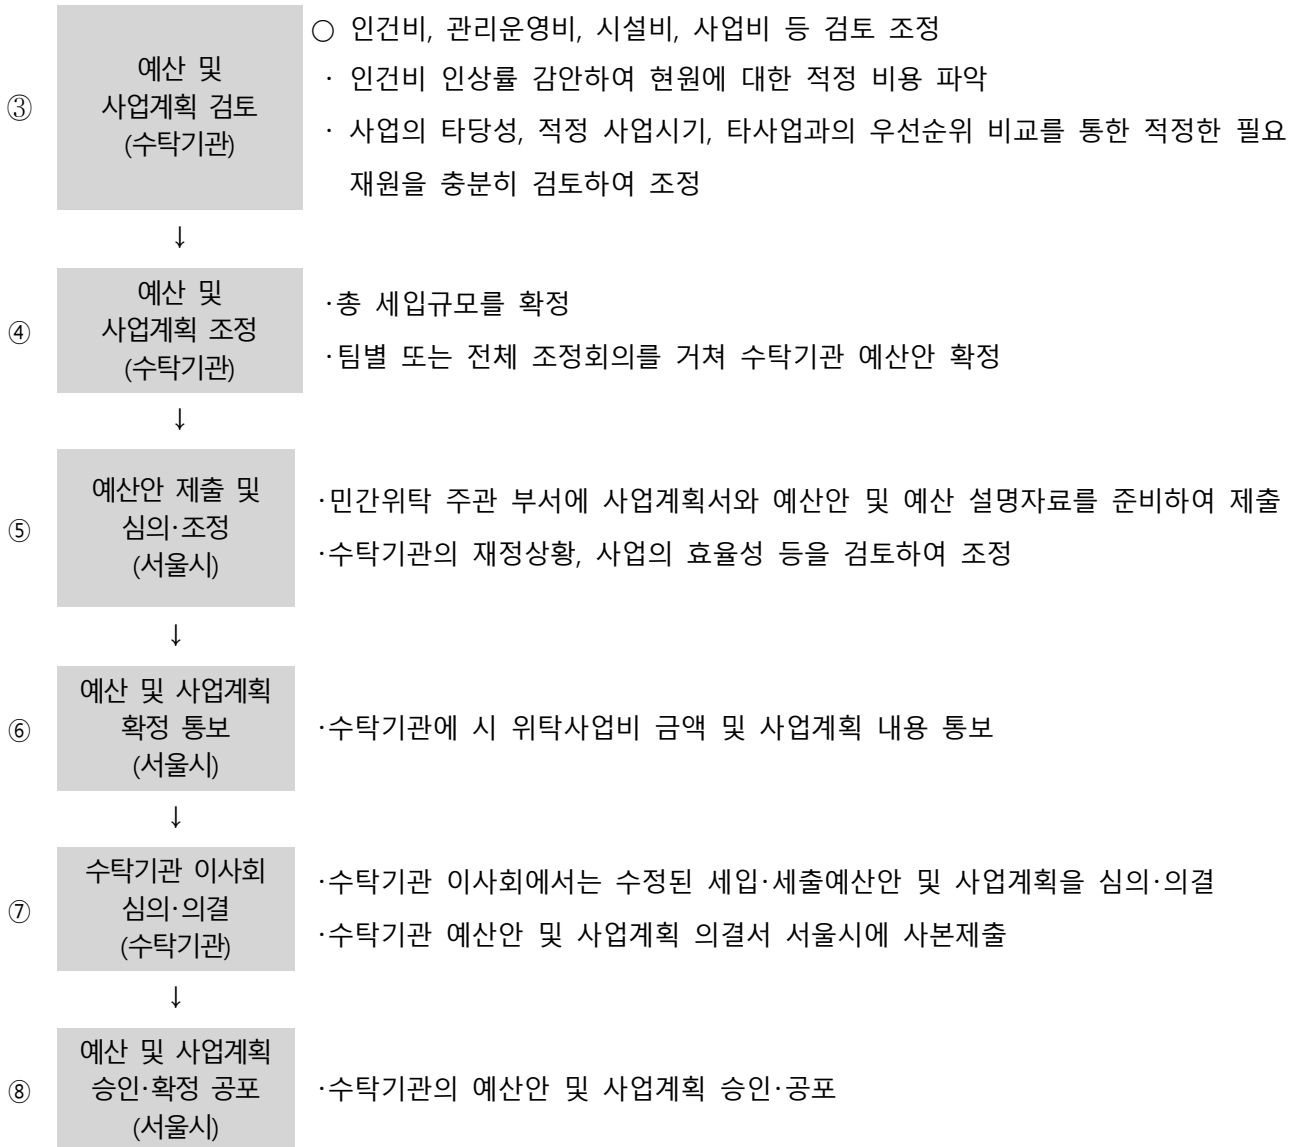 ③
예산 및
사업계획 검토
(수탁기관)
○ 인건비, 관리운영비, 시설비, 사업비 등 검토 조정
· 인건비 인상률 감안하여 현원에 대한 적정 비용 파악
· 사업의 타당성, 적정 사업시기, 타사업과의 우선순위 비교를 통한 적정한 필요
재원을 충분히 검토하여 조정
↓
④
예산 및
사업계획 조정
(수탁기관)
·총 세입규모를 확정
·팀별 또는 전체 조정회의를 거쳐 수탁기관 예산안 확정
↓
⑤
예산안 제출 및
심의·조정
(서울시)
·민간위탁 주관 부서에 사업계획서와 예산안 및 예산 설명자료를 준비하여 제출
·수탁기관의 재정상황, 사업의 효율성 등을 검토하여 조정
↓
⑥
예산 및 사업계획
확정 통보
(서울시)
·수탁기관에 시 위탁사업비 금액 및 사업계획 내용 통보
↓
⑦
수탁기관 이사회
심의·의결
(수탁기관)
·수탁기관 이사회에서는 수정된 세입·세출예산안 및 사업계획을 심의·의결
·수탁기관 예산안 및 사업계획 의결서 서울시에 사본제출
↓
⑧
예산 및 사업계획
승인·확정 공포
(서울시)
·수탁기관의 예산안 및 사업계획 승인·공포